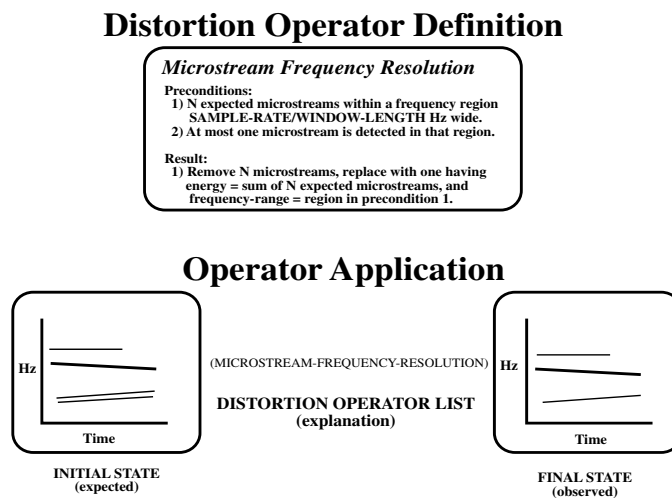 Distortion Operator Definition
Microstream Frequency Resolution
Preconditions:
1) N expected microstreams within a frequency region
SAMPLE-RATE/WINDOW-LENGTH Hz wide.
2) At most one microstream is detected in that region.
Result:
1) Remove N microstreams, replace with one having
energy = sum of N expected microstreams, and
frequency-range = region in precondition 1.
Operator Application
Hz
Time
INITIAL STATE
(expected)
(MICROSTREAM-FREQUENCY-RESOLUTION)
DISTORTION OPERATOR LIST
(explanation)
Hz
Time
FINAL STATE
(observed)